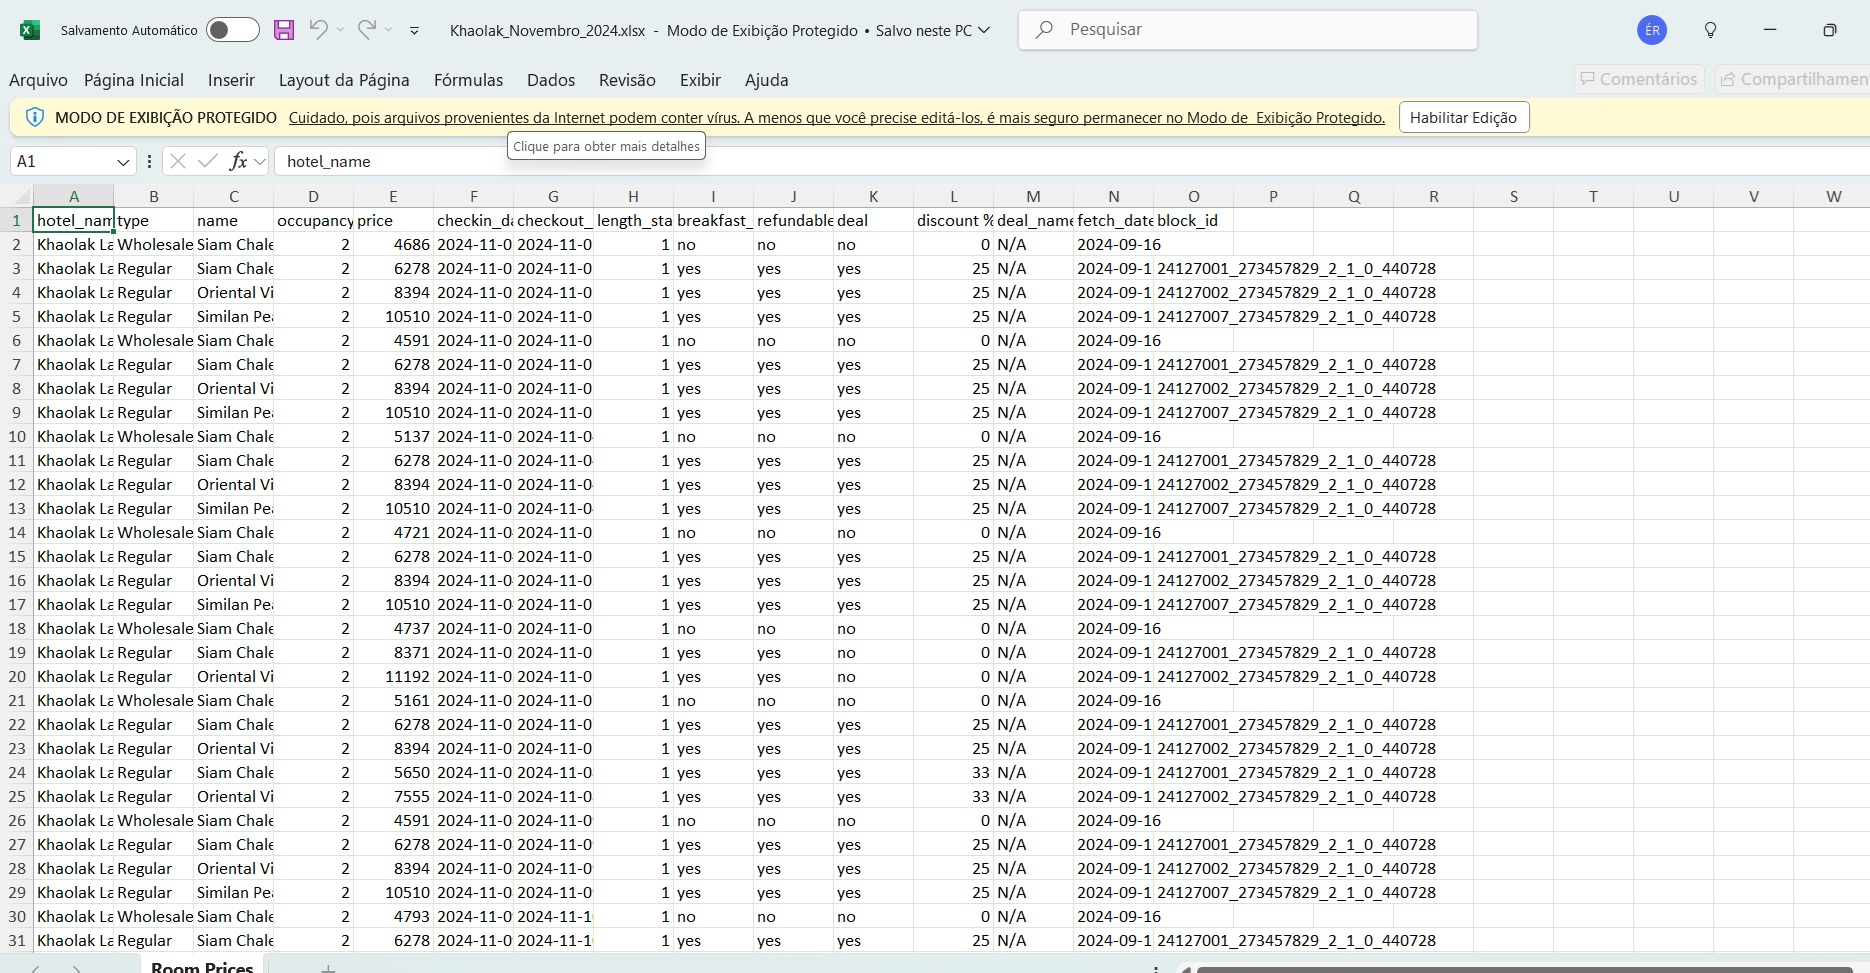 Salvamento Automático Khaolak_Novembro_2024.xlsx - Modo de Exibição Protegido • Salvo neste PC Pesquisar ÉR
Arquivo Página Inicial Inserir Layout da Página Fórmulas Dados Revisão Exibir Ajuda Comentários Compartilhamen
MODO DE EXIBIÇÃO PROTEGIDO Cuidado, pois arquivos provenientes da Internet podem conter vírus. A menos que você precise editá-los, é mais seguro permanecer no Modo de Exibição Protegido. Habilitar Edição
Clique para obter mais detalhes
A1 fx hotel_name
A B C D E F G H I J K L M N O P Q R S T U V W
1 hotel_nam type name occupancy price checkin_da checkout_ length_sta breakfast_ refundable deal discount % deal_name fetch_date block_id
2 Khaolak La Wholesale Siam Chale 2 4686 2024-11-0 2024-11-0 1 no no no 0 N/A 2024-09-16
3 Khaolak La Regular Siam Chale 2 6278 2024-11-0 2024-11-0 1 yes yes yes 25 N/A 2024-09-1 24127001_273457829_2_1_0_440728
4 Khaolak La Regular Oriental Vi 2 8394 2024-11-0 2024-11-0 1 yes yes yes 25 N/A 2024-09-1 24127002_273457829_2_1_0_440728
5 Khaolak La Regular Similan Pea 2 10510 2024-11-0 2024-11-0 1 yes yes yes 25 N/A 2024-09-1 24127007_273457829_2_1_0_440728
6 Khaolak La Wholesale Siam Chale 2 4591 2024-11-0 2024-11-0 1 no no no 0 N/A 2024-09-16
7 Khaolak La Regular Siam Chale 2 6278 2024-11-0 2024-11-0 1 yes yes yes 25 N/A 2024-09-1 24127001_273457829_2_1_0_440728
8 Khaolak La Regular Oriental Vi 2 8394 2024-11-0 2024-11-0 1 yes yes yes 25 N/A 2024-09-1 24127002_273457829_2_1_0_440728
9 Khaolak La Regular Similan Pea 2 10510 2024-11-0 2024-11-0 1 yes yes yes 25 N/A 2024-09-1 24127007_273457829_2_1_0_440728
10 Khaolak La Wholesale Siam Chale 2 5137 2024-11-0 2024-11-0 1 no no no 0 N/A 2024-09-16
11 Khaolak La Regular Siam Chale 2 6278 2024-11-0 2024-11-0 1 yes yes yes 25 N/A 2024-09-1 24127001_273457829_2_1_0_440728
12 Khaolak La Regular Oriental Vi 2 8394 2024-11-0 2024-11-0 1 yes yes yes 25 N/A 2024-09-1 24127002_273457829_2_1_0_440728
13 Khaolak La Regular Similan Pea 2 10510 2024-11-0 2024-11-0 1 yes yes yes 25 N/A 2024-09-1 24127007_273457829_2_1_0_440728
14 Khaolak La Wholesale Siam Chale 2 4721 2024-11-0 2024-11-0 1 no no no 0 N/A 2024-09-16
15 Khaolak La Regular Siam Chale 2 6278 2024-11-0 2024-11-0 1 yes yes yes 25 N/A 2024-09-1 24127001_273457829_2_1_0_440728
16 Khaolak La Regular Oriental Vi 2 8394 2024-11-0 2024-11-0 1 yes yes yes 25 N/A 2024-09-1 24127002_273457829_2_1_0_440728
17 Khaolak La Regular Similan Pea 2 10510 2024-11-0 2024-11-0 1 yes yes yes 25 N/A 2024-09-1 24127007_273457829_2_1_0_440728
18 Khaolak La Wholesale Siam Chale 2 4737 2024-11-0 2024-11-0 1 no no no 0 N/A 2024-09-16
19 Khaolak La Regular Siam Chale 2 8371 2024-11-0 2024-11-0 1 yes yes no 0 N/A 2024-09-1 24127001_273457829_2_1_0_440728
20 Khaolak La Regular Oriental Vi 2 11192 2024-11-0 2024-11-0 1 yes yes no 0 N/A 2024-09-1 24127002_273457829_2_1_0_440728
21 Khaolak La Wholesale Siam Chale 2 5161 2024-11-0 2024-11-0 1 no no no 0 N/A 2024-09-16
22 Khaolak La Regular Siam Chale 2 6278 2024-11-0 2024-11-0 1 yes yes yes 25 N/A 2024-09-1 24127001_273457829_2_1_0_440728
23 Khaolak La Regular Oriental Vi 2 8394 2024-11-0 2024-11-0 1 yes yes yes 25 N/A 2024-09-1 24127002_273457829_2_1_0_440728
24 Khaolak La Regular Siam Chale 2 5650 2024-11-0 2024-11-0 1 yes yes yes 33 N/A 2024-09-1 24127001_273457829_2_1_0_440728
25 Khaolak La Regular Oriental Vi 2 7555 2024-11-0 2024-11-0 1 yes yes yes 33 N/A 2024-09-1 24127002_273457829_2_1_0_440728
26 Khaolak La Wholesale Siam Chale 2 4591 2024-11-0 2024-11-0 1 no no no 0 N/A 2024-09-16
27 Khaolak La Regular Siam Chale 2 6278 2024-11-0 2024-11-0 1 yes yes yes 25 N/A 2024-09-1 24127001_273457829_2_1_0_440728
28 Khaolak La Regular Oriental Vi 2 8394 2024-11-0 2024-11-0 1 yes yes yes 25 N/A 2024-09-1 24127002_273457829_2_1_0_440728
29 Khaolak La Regular Similan Pea 2 10510 2024-11-0 2024-11-0 1 yes yes yes 25 N/A 2024-09-1 24127007_273457829_2_1_0_440728
30 Khaolak La Wholesale Siam Chale 2 4793 2024-11-0 2024-11-1 1 no no no 0 N/A 2024-09-16
31 Khaolak La Regular Siam Chale 2 6278 2024-11-0 2024-11-1 1 yes yes yes 25 N/A 2024-09-1 24127001_273457829_2_1_0_440728
Room Prices